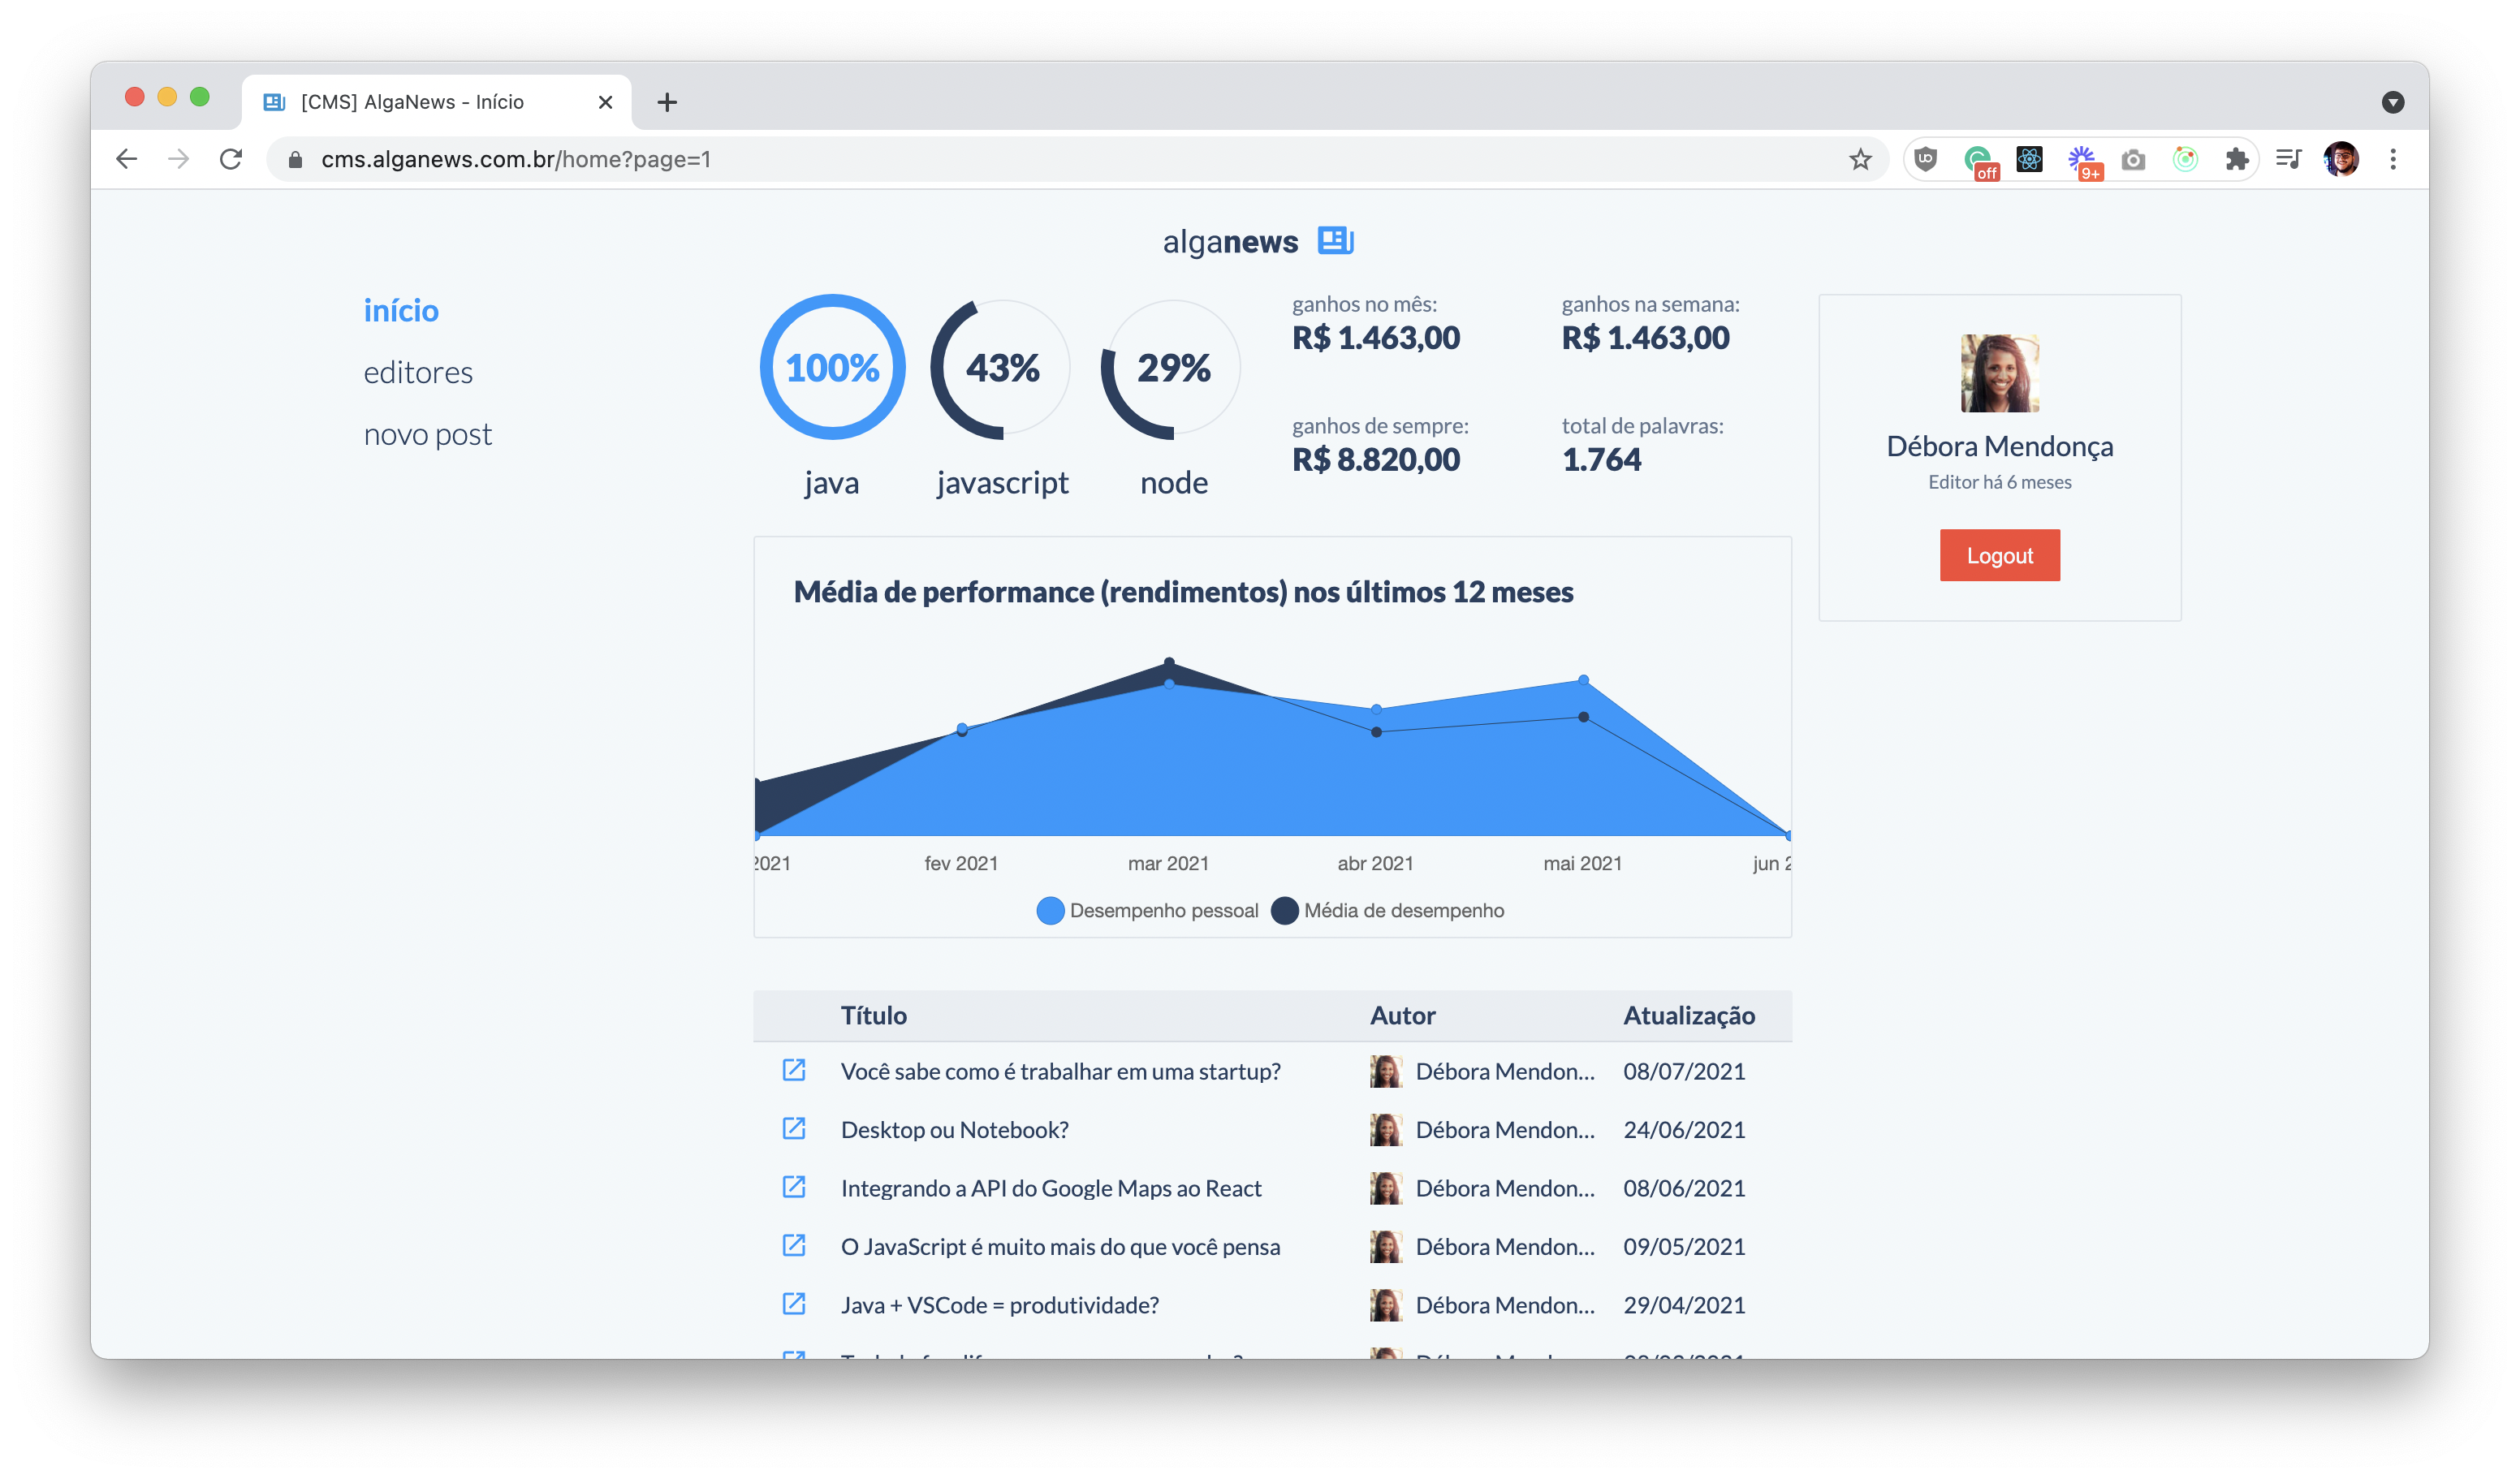 [CMS] AlgaNews - Início
cms.alganews.com.br/home?page=1
off
9+
alganews
início
editores
novo post
100%
java
43%
javascript
29%
node
ganhos no mês:
R$ 1.463,00
ganhos na semana:
R$ 1.463,00
ganhos de sempre:
R$ 8.820,00
total de palavras:
1.764
Débora Mendonça
Editor há 6 meses
Logout
Média de performance (rendimentos) nos últimos 12 meses
2021 fev 2021 mar 2021 abr 2021 mai 2021 jun 2
Desempenho pessoal Média de desempenho
Título Autor Atualização
Você sabe como é trabalhar em uma startup? Débora Mendon... 08/07/2021
Desktop ou Notebook? Débora Mendon... 24/06/2021
Integrando a API do Google Maps ao React Débora Mendon... 08/06/2021
O JavaScript é muito mais do que você pensa Débora Mendon... 09/05/2021
Java + VSCode = produtividade? Débora Mendon... 29/04/2021